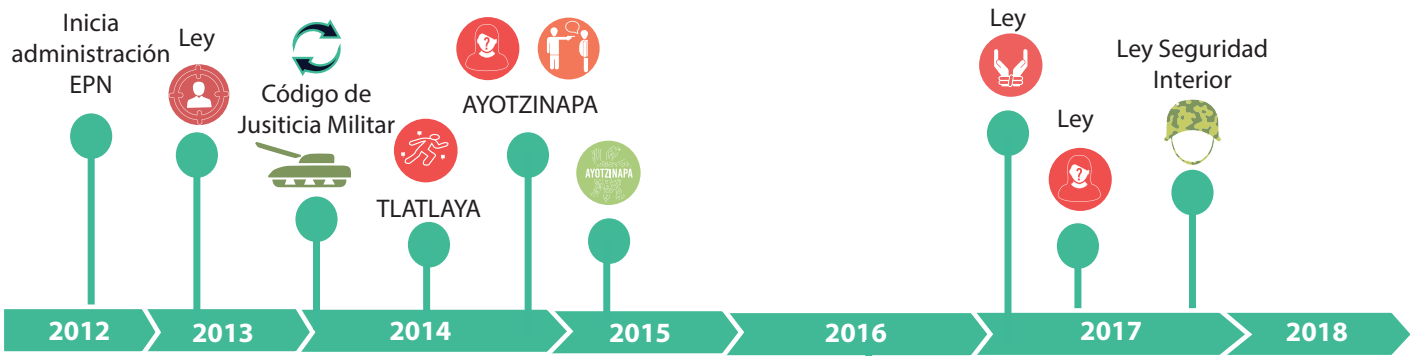 Inicia
administración
EPN
Ley
Código de
Jusiticia Militar
TLATLAYA
?
AYOTZINAPA
AYOTZINAPA
Ley
Ley
?
Ley Seguridad
Interior
2012
2013
2014
2015
2016
2017
2018